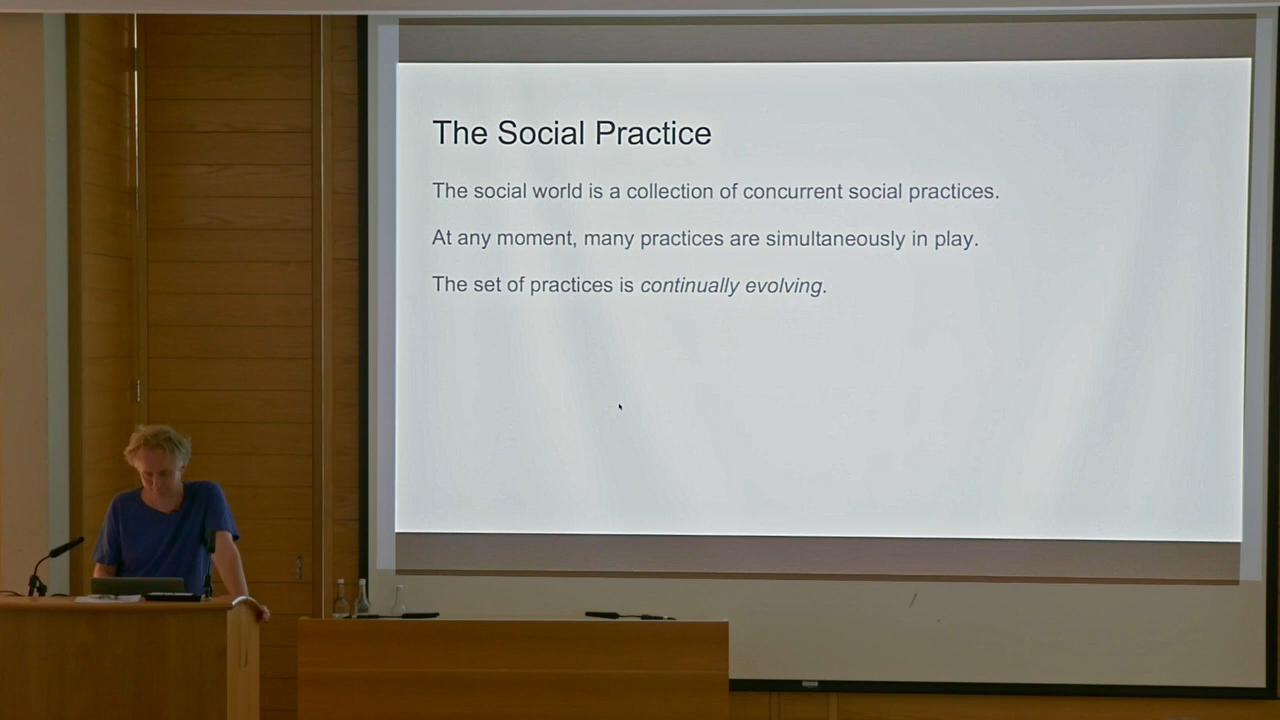 The Social Practice
The social world is a collection of concurrent social practices.
At any moment, many practices are simultaneously in play.
The set of practices is continually evolving.